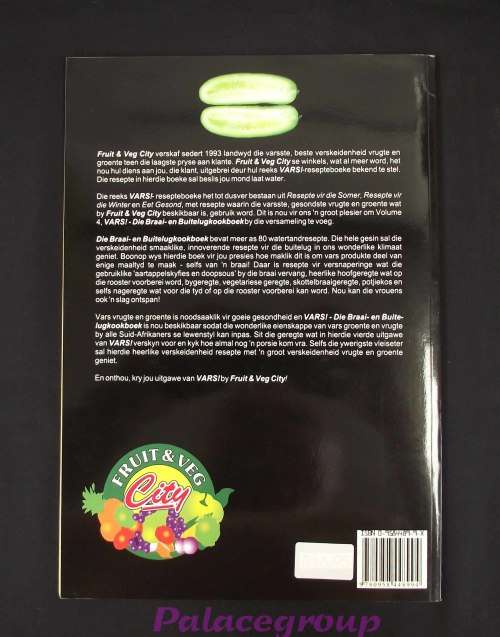 Fruit & Veg City verskaf sedert 1993 landwyd die varsste, beste verskeidenheid vrugte en
groente teen die laagste pryse aan klante. Fruit & Veg City se winkels, wat al meer word, het
nou hul diens aan jou, die klant, uitgebrei deur hul reeks VARS!-resepteboeke bekend te stel.
Die resepte in hierdie boeke sal beslis jou mond laat water.
Die reeks VARS!- resepteboeke het tot dusver bestaan uit Resepte vir die Somer, Resepte vir
die Winter en Eet Gesond, met resepte waarin die varsste, gesondste vrugte en groente wat
by Fruit & Veg City beskikbaar is, gebruik word. Dit is nou vir ons 'n groot plesier om Volume
4, VARS! - Die Braai- en Buitelugkookboek by die versameling te voeg.
Die Braai- en Buitelugkookboek bevat meer as 80 watertandresepte. Die hele gesin sal die
verskeidenheid smaaklike, innoverende resepte vir die buitelug in ons wonderlike klimaat
geniet. Boonop wys hierdie boek vir jou presies hoe maklik dit is om vars produkte deel van
enige maaltyd te maak - selfs van 'n braai! Daar is resepte vir versnaperinge wat die
gebruiklike 'aartappelskyfies en doopsous' by die braai vervang, heerlike hoofgeregte wat op
die rooster voorberei word, bygeregte, vegetariese geregte, skottelbraaigeregte, potjiekos en
selfs nageregte wat voor die tyd of op die rooster voorberei kan word. Nou kan die vrouens
ook 'n slag ontspan!
Vars vrugte en groente is noodsaaklik vir goeie gesondheid en VARS! - Die Braai- en Buite-
lugkookboek is nou beskikbaar sodat die wonderlike eienskappe van vars groente en vrugte
by alle Suid-Afrikaners se lewenstyl kan inpas. Sit die geregte wat in hierdie vierde uitgawe
van VARS! verskyn voor en kyk hoe almal nog 'n porsie kom vra. Selfs die ywerigste vleiseter
sal hierdie heerlike verskeidenheid resepte met 'n groot verskeidenheid vrugte en groente
geniet.
En onthou, kry jou uitgawe van VARS! by Fruit & Veg City!
FRUIT & VEG
City
Palacegroup